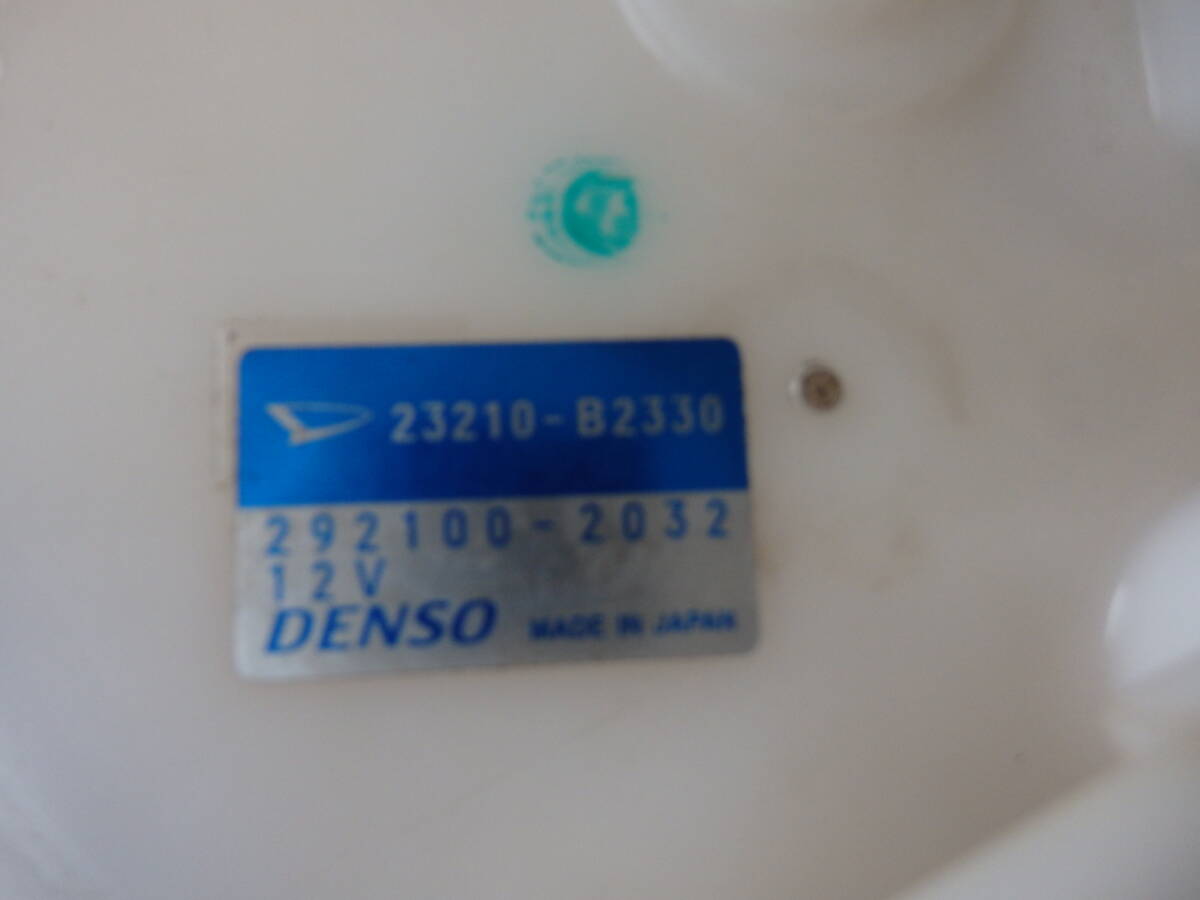 23210-B2330
292100-2032
12V
DENSO MADE IN JAPAN